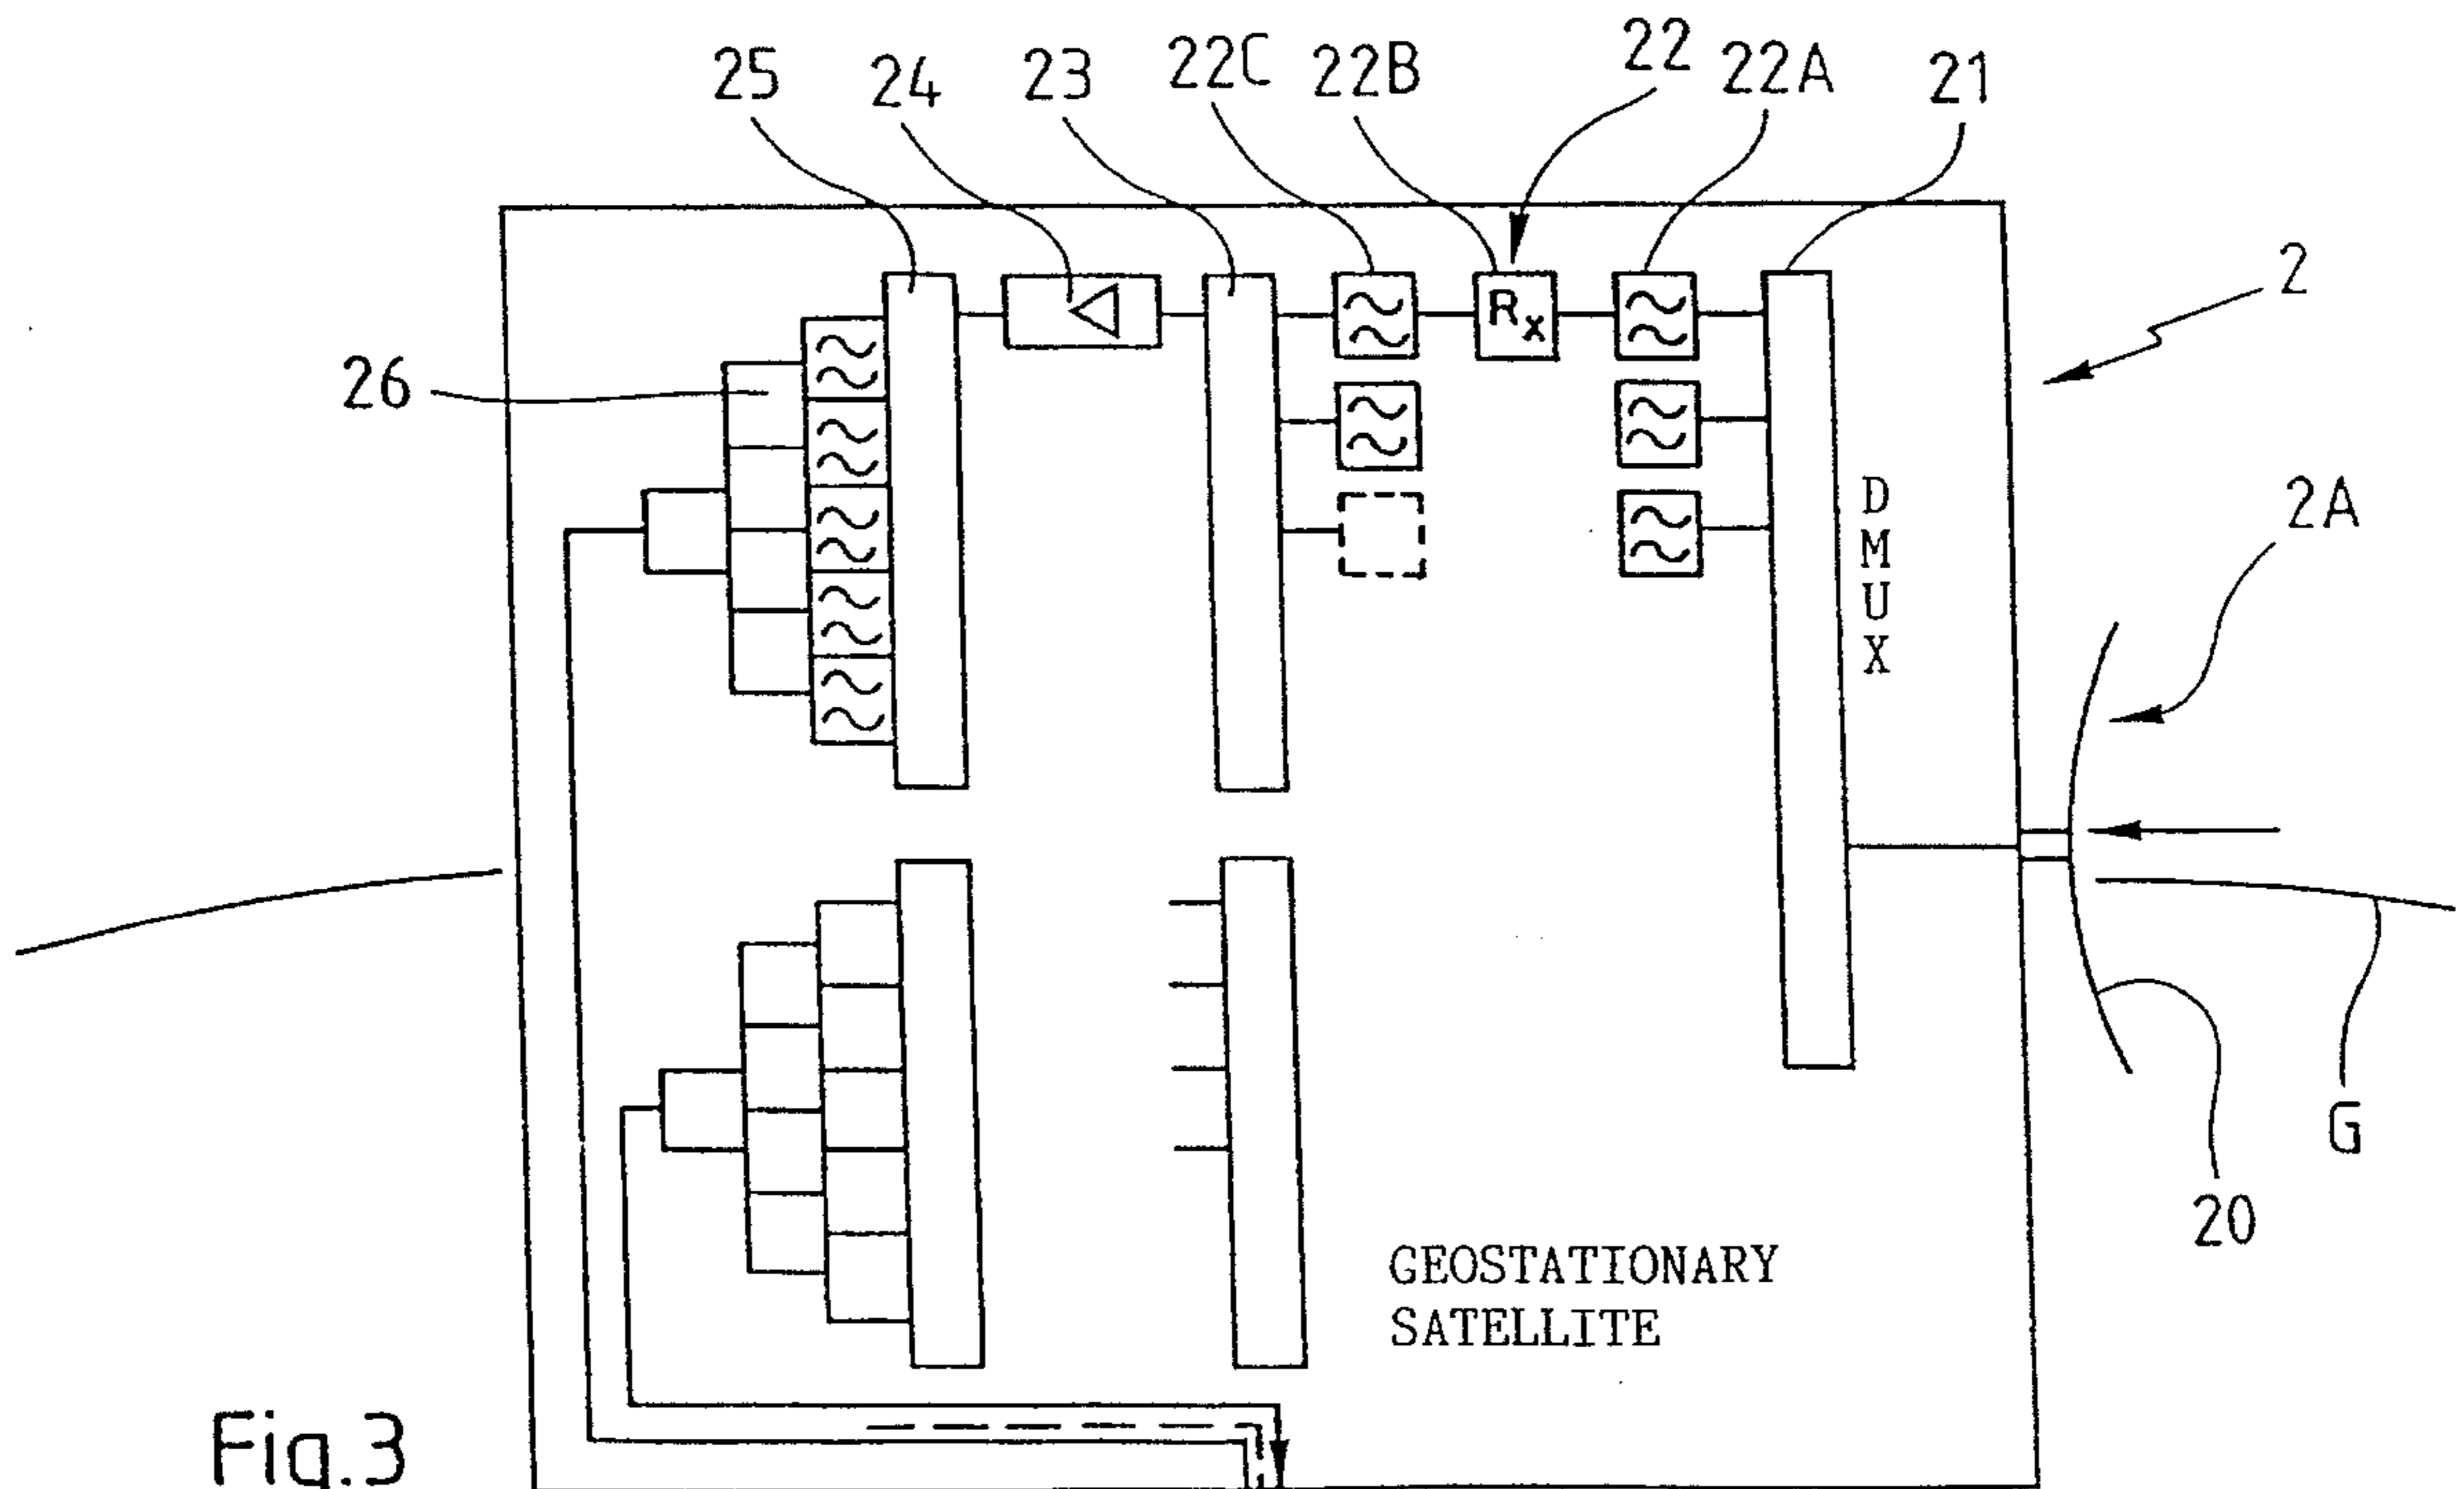 25 24 23 22C 22B 22 22A 21
2
26
Rx
2A
D
M
U
X
G
20
GEOSTATIONARY
SATELLITE
Fig.3